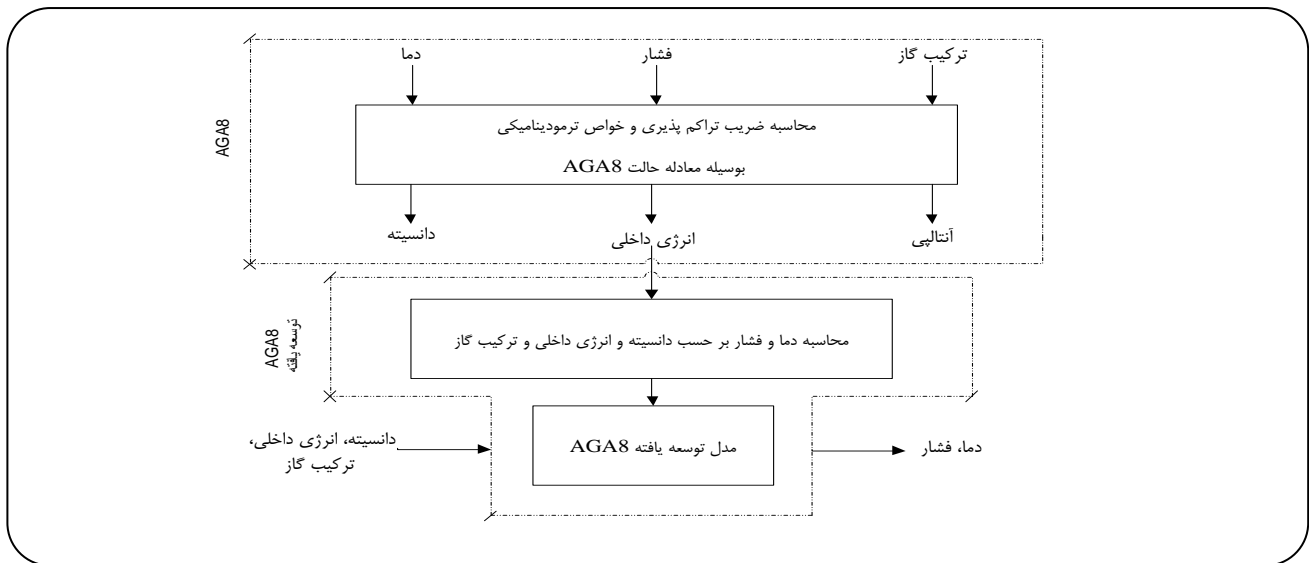 ترکیب گاز
فشار
دما
AGA8
محاسبه ضریب تراکم پذیری و خواص ترمودینامیکی
بوسیله معادله حالت AGA8
آنتالپی
انرژی داخلی
دانسیته
AGA8
توسعه یافته
محاسبه دما و فشار بر حسب دانسیته و انرژی داخلی و ترکیب گاز
دانسیته، انرژی داخلی،
ترکیب گاز
مدل توسعه یافته AGA8
دما، فشار